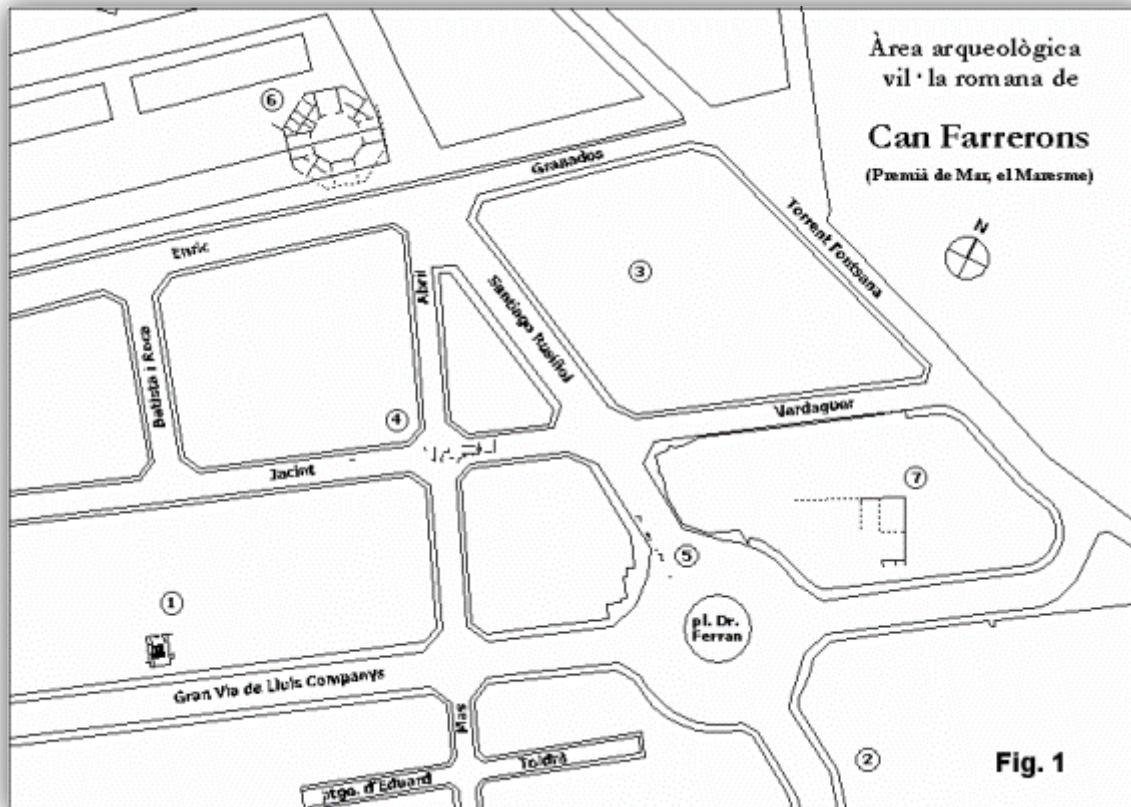 Àrea arqueològica
vil·la romana de
Can Farrerons
(Premià de Mar, el Maresme)
N
6
Granados
Enric
Torrent Fontsana
3
Abril
Santiago Rusiñol
Batista i Roca
4
Verdaguer
Jacint
7
5
1
pl. Dr.
Ferran
Gran Via de Lluís Companys
Mas
Toldrà
ptge. d'Eduard
2
Fig. 1